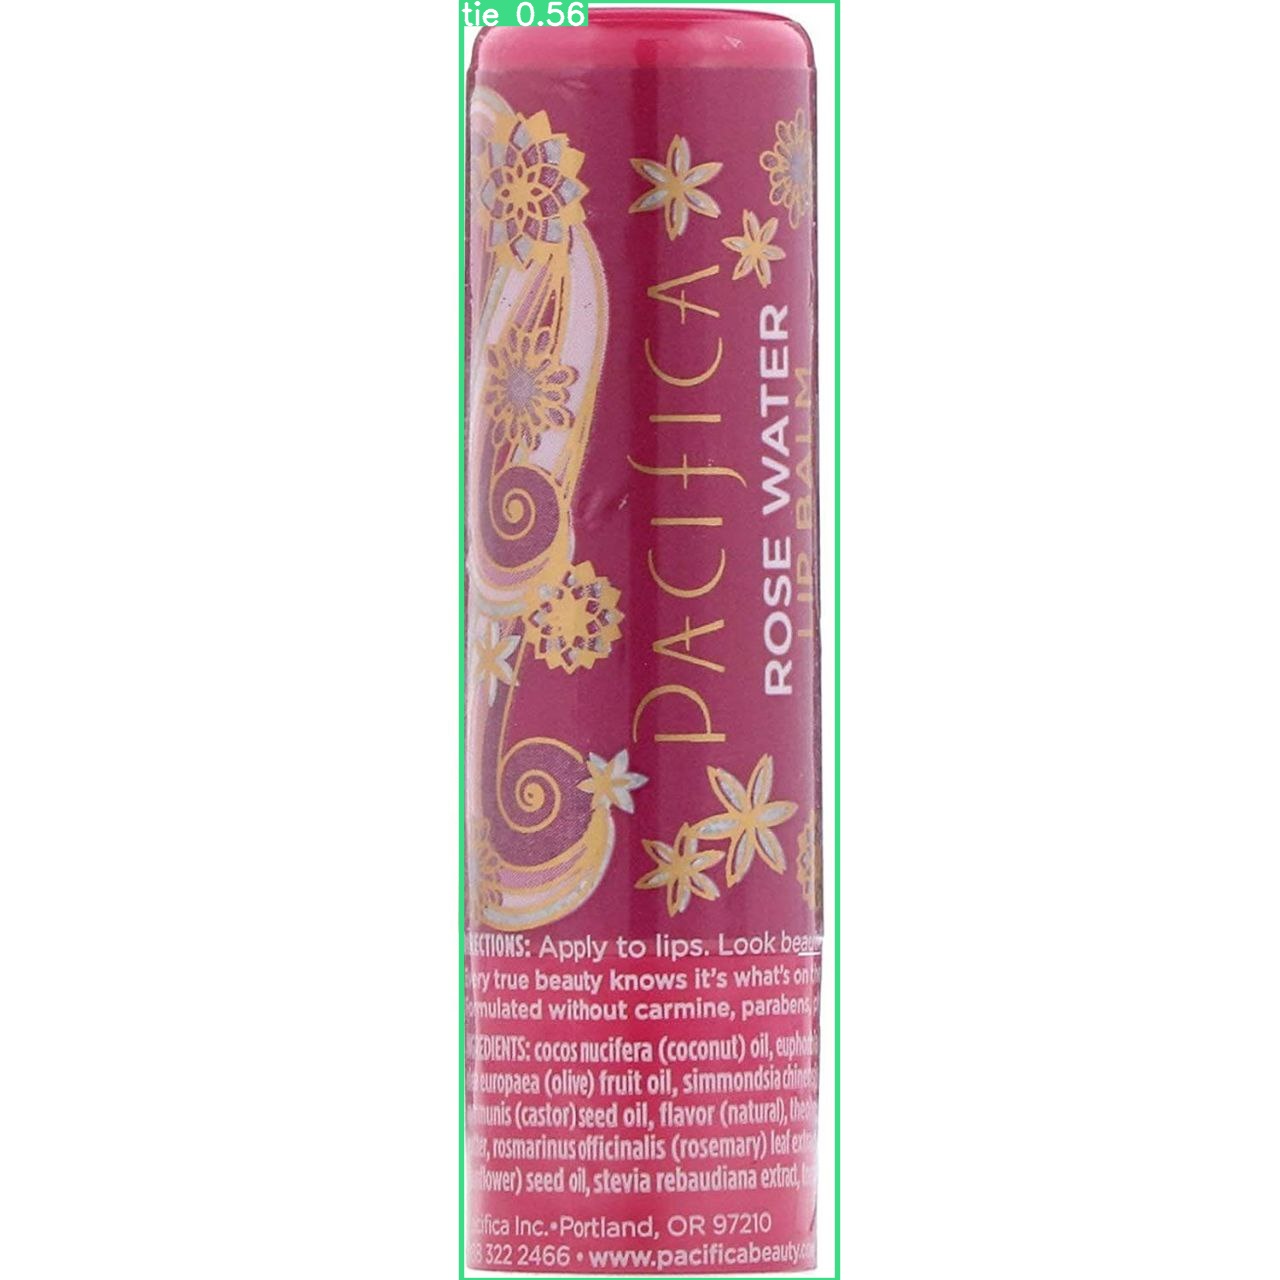 tie 0.56
PACIFICA
ROSE WATER
LIP BALM
Apply to lips. Look
true beauty knows it's what's on
without carmine, parabens,
cocos nucifera (coconut) oil,
europaea (olive) fruit oil, simmondsia
(castor) seed oil, flavor (natural),
rosmarinus officinalis (rosemary) leaf
seed oil, stevia rebaudiana extract,
Inc. • Portland, OR 97210
322 2466 • www.pacificabeauty.